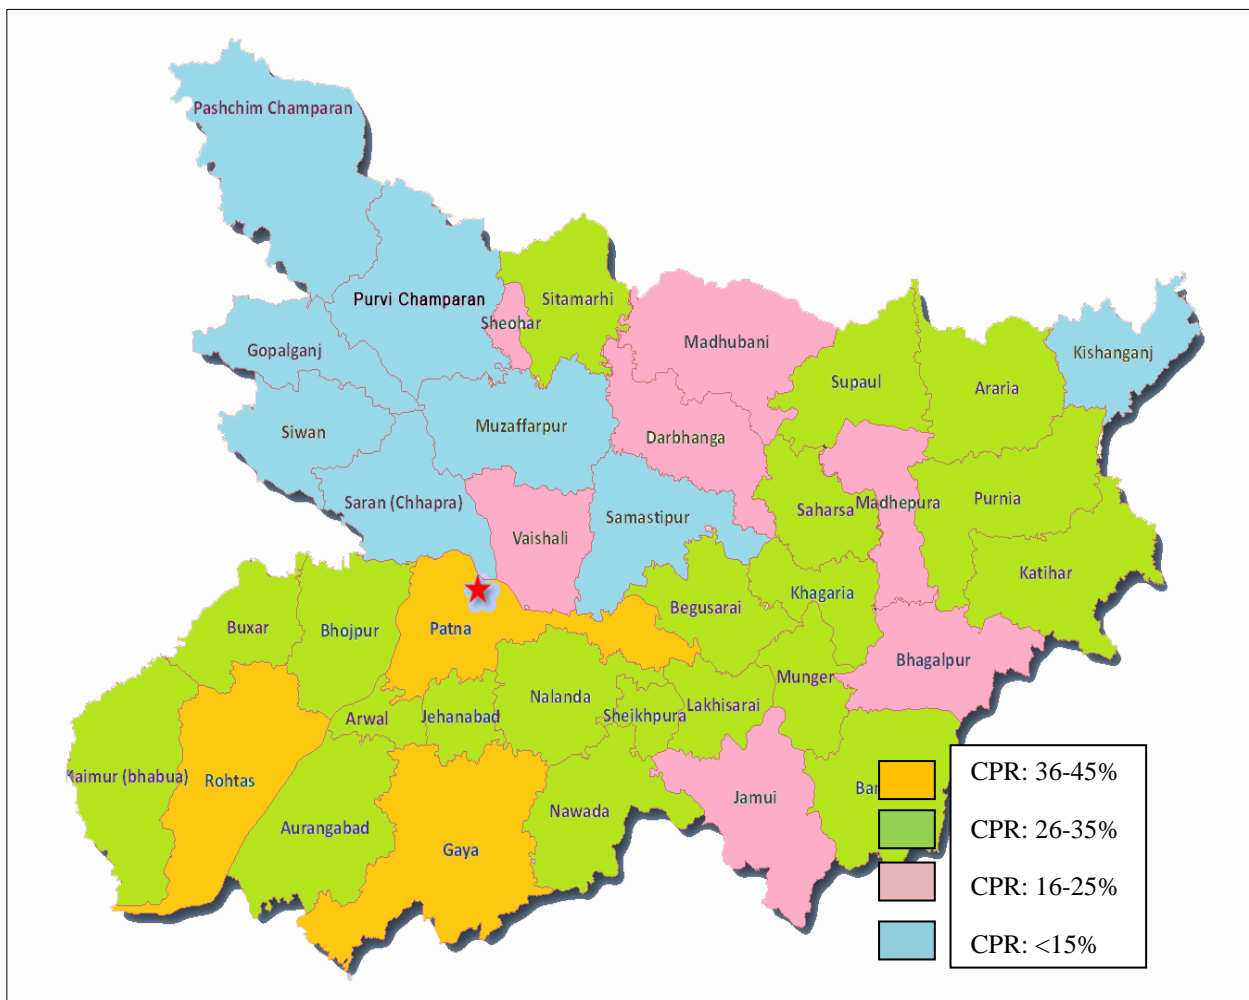 Pashchim Champaran
Purvi Champaran
Sheohar
Sitamarhi
Gopalganj
Madhubani
Kishanganj
Supaul
Araria
Siwan
Muzaffarpur
Darbhanga
Saran (Chhapra)
Vaishali
Samastipur
Saharsa
Madhepura
Purnia
Katihar
Khagaria
Begusarai
Buxar
Bhojpur
Patna
Bhagalpur
Munger
Nalanda
Lakhisarai
Sheikhpura
Arwal
Jehanabad
Kaimur (bhabua)
Rohtas
Aurangabad
Gaya
Nawada
Jamui
Ban
CPR: 36-45%
CPR: 26-35%
CPR: 16-25%
CPR: <15%